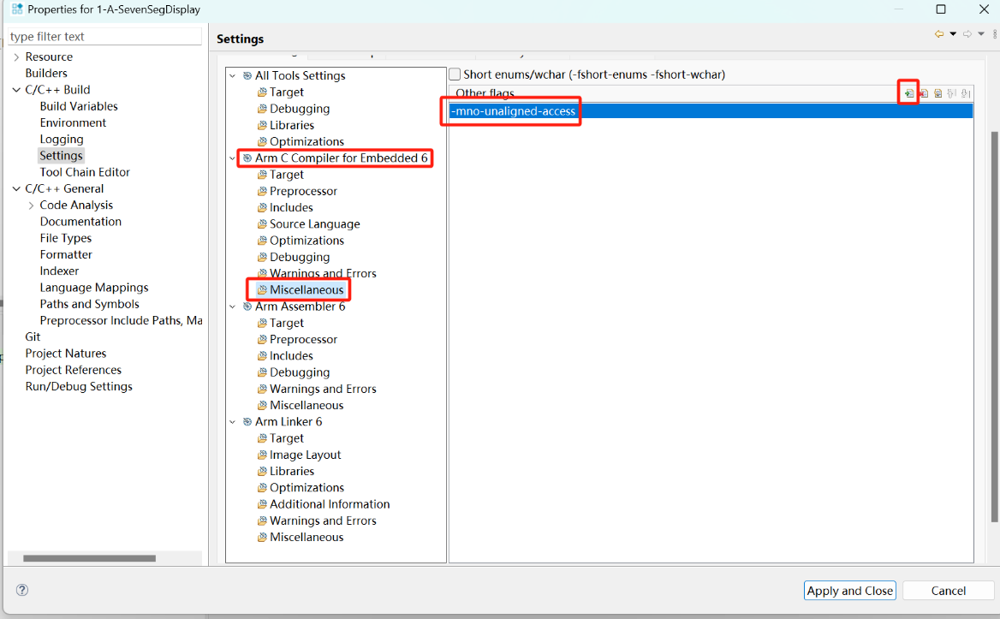 Properties for 1-A-SevenSegDisplay
type filter text
Resource
Builders
C/C++ Build
Build Variables
Environment
Logging
Settings
Tool Chain Editor
C/C++ General
Code Analysis
Documentation
File Types
Formatter
Indexer
Language Mappings
Paths and Symbols
Preprocessor Include Paths, Ma
Git
Project Natures
Project References
Run/Debug Settings
Settings
All Tools Settings
Target
Debugging
Libraries
Optimizations
Arm C Compiler for Embedded 6
Target
Preprocessor
Includes
Source Language
Optimizations
Debugging
Warnings and Errors
Miscellaneous
Arm Assembler 6
Target
Preprocessor
Includes
Debugging
Warnings and Errors
Miscellaneous
Arm Linker 6
Target
Image Layout
Libraries
Optimizations
Additional Information
Warnings and Errors
Miscellaneous
Short enums/wchar (-fshort-enums -fshort-wchar)
Other flags
-mno-unaligned-access
Apply and Close
Cancel